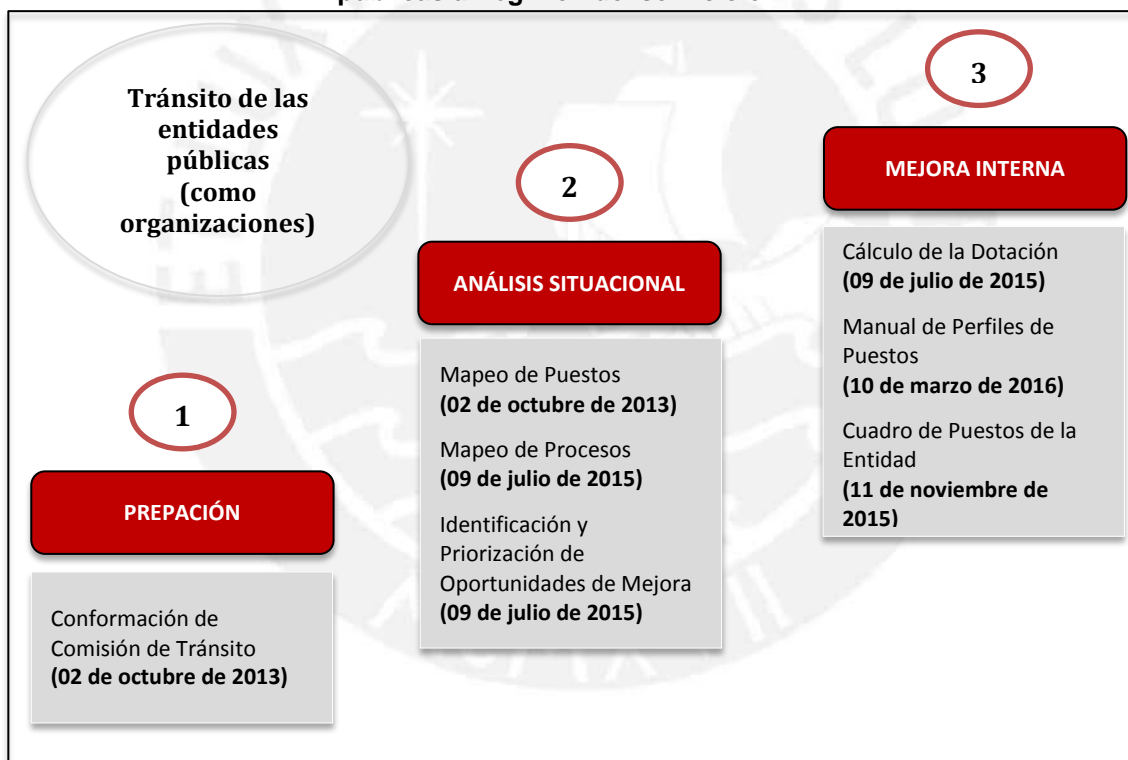 Tránsito de las
entidades
públicas
(como
organizaciones)
1
PREPACIÓN
Conformación de
Comisión de Tránsito
(02 de octubre de 2013)
2
ANÁLISIS SITUACIONAL
Mapeo de Puestos
(02 de octubre de 2013)
Mapeo de Procesos
(09 de julio de 2015)
Identificación y
Priorización de
Oportunidades de Mejora
(09 de julio de 2015)
3
MEJORA INTERNA
Cálculo de la Dotación
(09 de julio de 2015)
Manual de Perfiles de
Puestos
(10 de marzo de 2016)
Cuadro de Puestos de la
Entidad
(11 de noviembre de
2015)